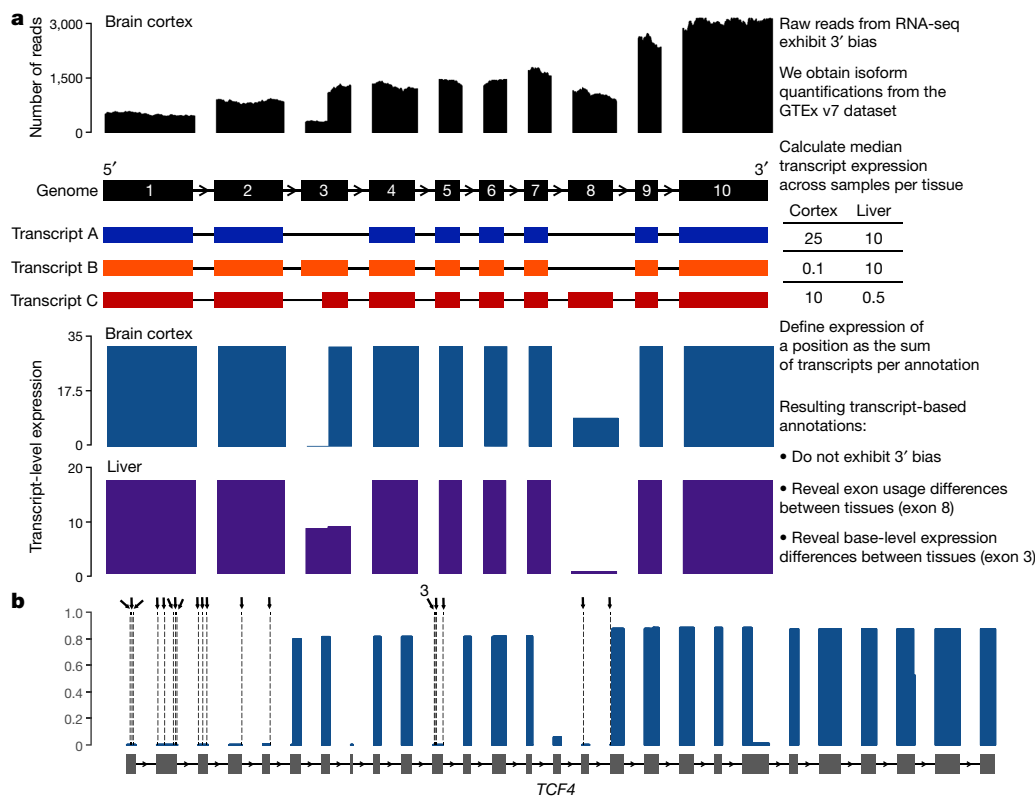 a
Brain cortex
Number of reads
3,000
1,500
0
Raw reads from RNA-seq
exhibit 3′ bias
We obtain isoform
quantifications from the
GTEx v7 dataset
Calculate median
transcript expression
across samples per tissue
5′
3′
Genome
1 2 3 4 5 6 7 8 9 10
Cortex Liver
Transcript A
25 10
Transcript B
0.1 10
Transcript C
10 0.5
Brain cortex
Transcript-level expression
35
17.5
0
Define expression of
a position as the sum
of transcripts per annotation
Resulting transcript-based
annotations:
• Do not exhibit 3′ bias
• Reveal exon usage differences
between tissues (exon 8)
• Reveal base-level expression
differences between tissues (exon 3)
Liver
20
10
0
b
3
1.0
0.8
0.6
0.4
0.2
0
TCF4